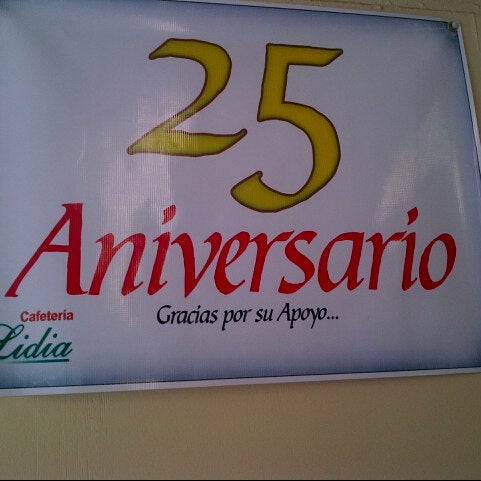 25
Aniversario
Gracias por su Apoyo...
Cafetería
Lidia